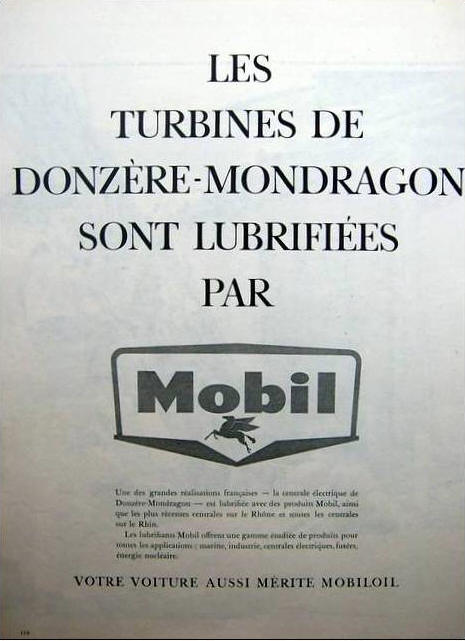 LES
TURBINES DE
DONZÈRE-MONDRAGON
SONT LUBRIFIÉES
PAR
Mobil
Une des grandes réalisations françaises — la centrale électrique de
Donzère-Mondragon — est lubrifiée avec des produits Mobil, ainsi
que les plus récentes centrales sur le Rhône et toutes les centrales
sur le Rhin.
Les lubrifiants Mobil offrent une gamme étudiée de produits pour
toutes les applications : marine, industrie, centrales électriques, fusées,
énergie nucléaire.
VOTRE VOITURE AUSSI MÉRITE MOBILOIL